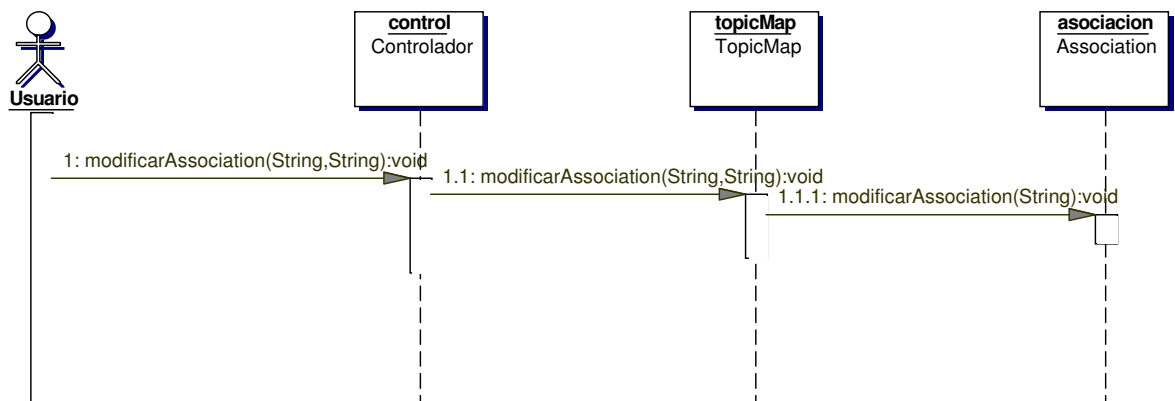 control
Controlador
topicMap
TopicMap
asociacion
Association
Usuario
1: modificarAssociation(String,String):void
1.1: modificarAssociation(String,String):void
1.1.1: modificarAssociation(String):void